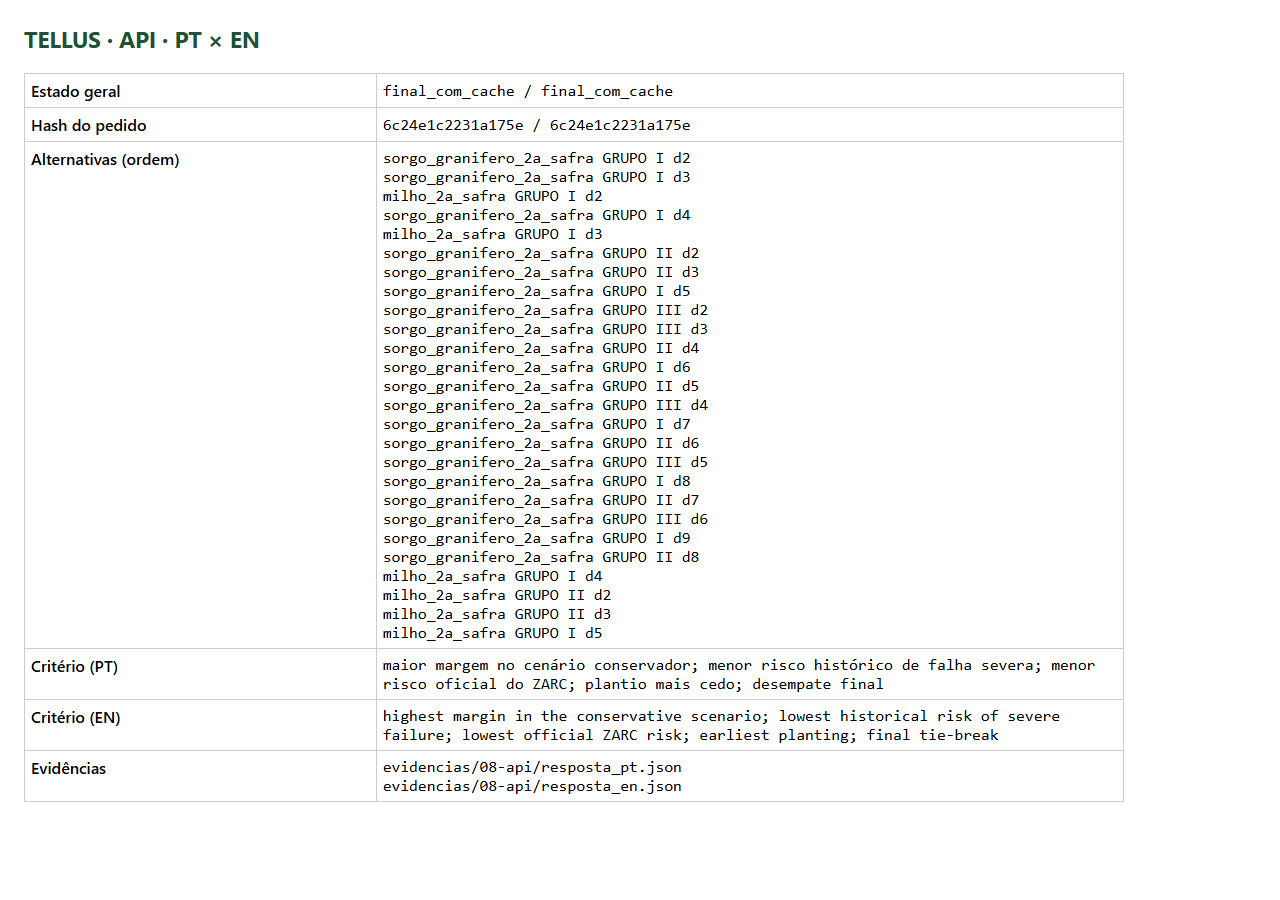 TELLUS · API · PT × EN
Estado geral
final_com_cache / final_com_cache
Hash do pedido
6c24e1c2231a175e / 6c24e1c2231a175e
Alternativas (ordem)
sorgo_granifero_2a_safra GRUPO I d2
sorgo_granifero_2a_safra GRUPO I d3
milho_2a_safra GRUPO I d2
sorgo_granifero_2a_safra GRUPO I d4
milho_2a_safra GRUPO I d3
sorgo_granifero_2a_safra GRUPO II d2
sorgo_granifero_2a_safra GRUPO II d3
sorgo_granifero_2a_safra GRUPO I d5
sorgo_granifero_2a_safra GRUPO III d2
sorgo_granifero_2a_safra GRUPO III d3
sorgo_granifero_2a_safra GRUPO II d4
sorgo_granifero_2a_safra GRUPO I d6
sorgo_granifero_2a_safra GRUPO II d5
sorgo_granifero_2a_safra GRUPO III d4
sorgo_granifero_2a_safra GRUPO I d7
sorgo_granifero_2a_safra GRUPO II d6
sorgo_granifero_2a_safra GRUPO III d5
sorgo_granifero_2a_safra GRUPO I d8
sorgo_granifero_2a_safra GRUPO II d7
sorgo_granifero_2a_safra GRUPO III d6
sorgo_granifero_2a_safra GRUPO I d9
sorgo_granifero_2a_safra GRUPO II d8
milho_2a_safra GRUPO I d4
milho_2a_safra GRUPO II d2
milho_2a_safra GRUPO II d3
milho_2a_safra GRUPO I d5
Critério (PT)
maior margem no cenário conservador; menor risco histórico de falha severa; menor
risco oficial do ZARC; plantio mais cedo; desempate final
Critério (EN)
highest margin in the conservative scenario; lowest historical risk of severe
failure; lowest official ZARC risk; earliest planting; final tie-break
Evidências
evidencias/08-api/resposta_pt.json
evidencias/08-api/resposta_en.json